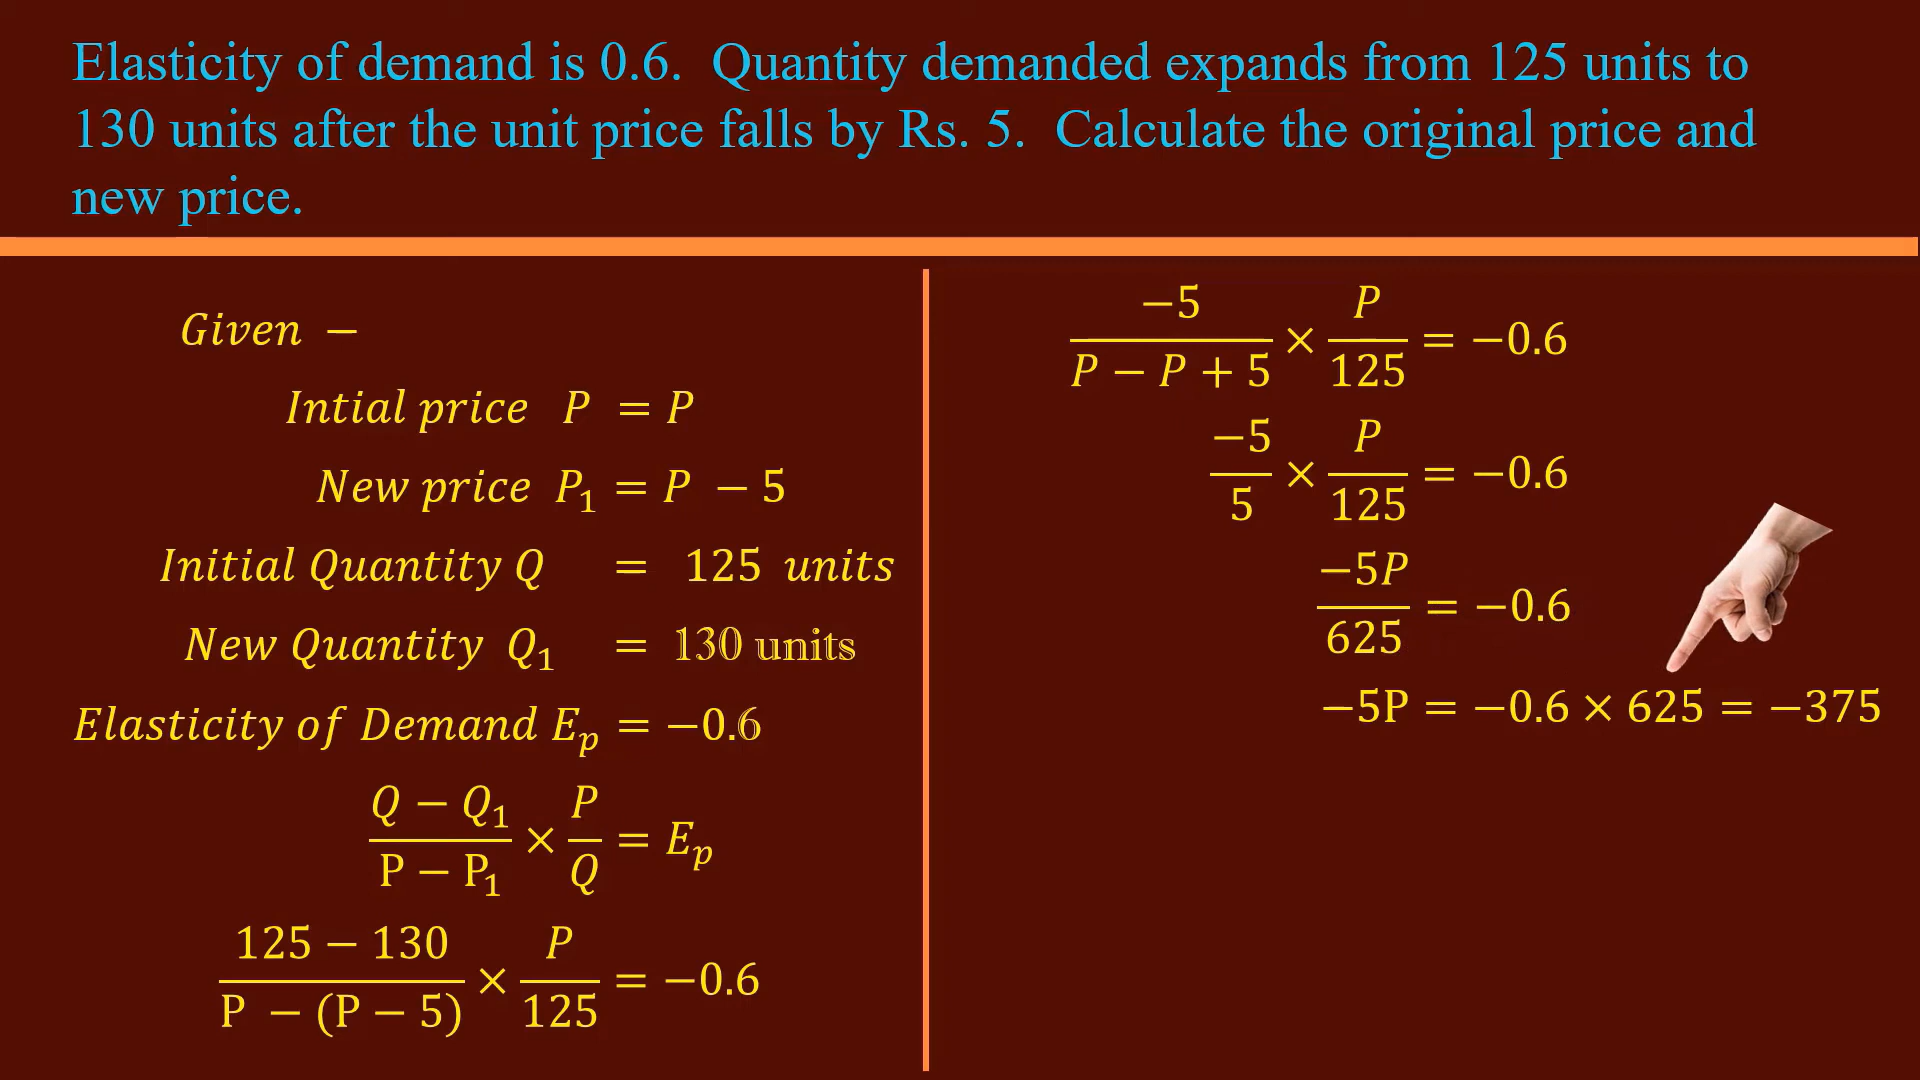 Elasticity of demand is 0.6. Quantity demanded expands from 125 units to
130 units after the unit price falls by Rs. 5. Calculate the original price and
new price.
Given −
Intial price P = P
New price P₁ = P − 5
Initial Quantity Q = 125 units
New Quantity Q₁ = 130 units
Elasticity of Demand Eₚ = −0.6
(Q − Q₁)/(P − P₁) × P/Q = Eₚ
(125 − 130)/(P − (P − 5)) × P/125 = −0.6
−5/(P − P + 5) × P/125 = −0.6
−5/5 × P/125 = −0.6
−5P/625 = −0.6
−5P = −0.6 × 625 = −375